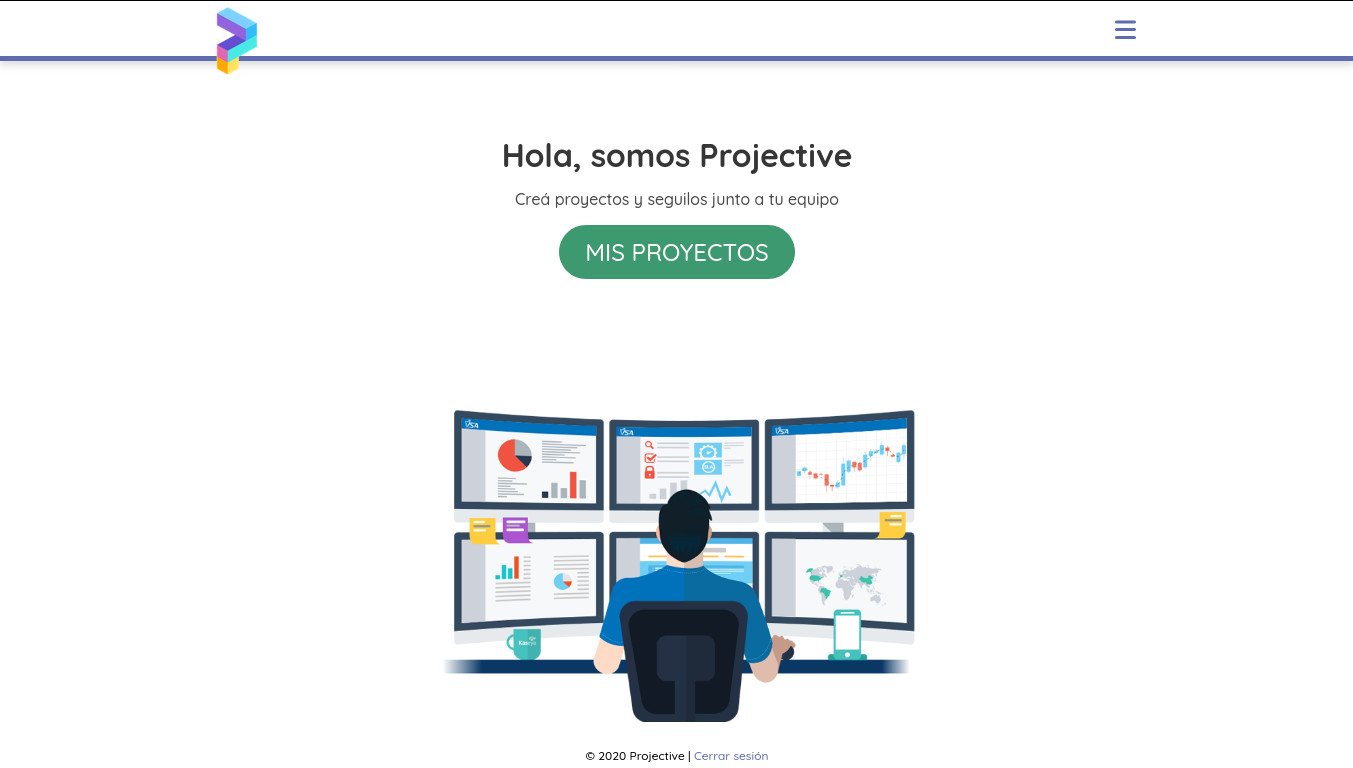 Hola, somos Projective
Creá proyectos y seguilos junto a tu equipo
MIS PROYECTOS
© 2020 Projective | Cerrar sesión